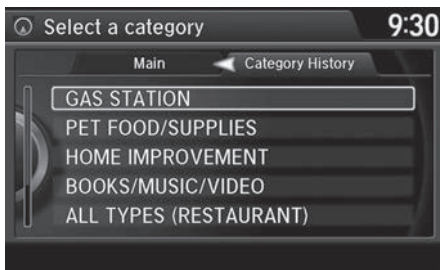 Select a category 9:30
Main Category History
GAS STATION
PET FOOD/SUPPLIES
HOME IMPROVEMENT
BOOKS/MUSIC/VIDEO
ALL TYPES (RESTAURANT)